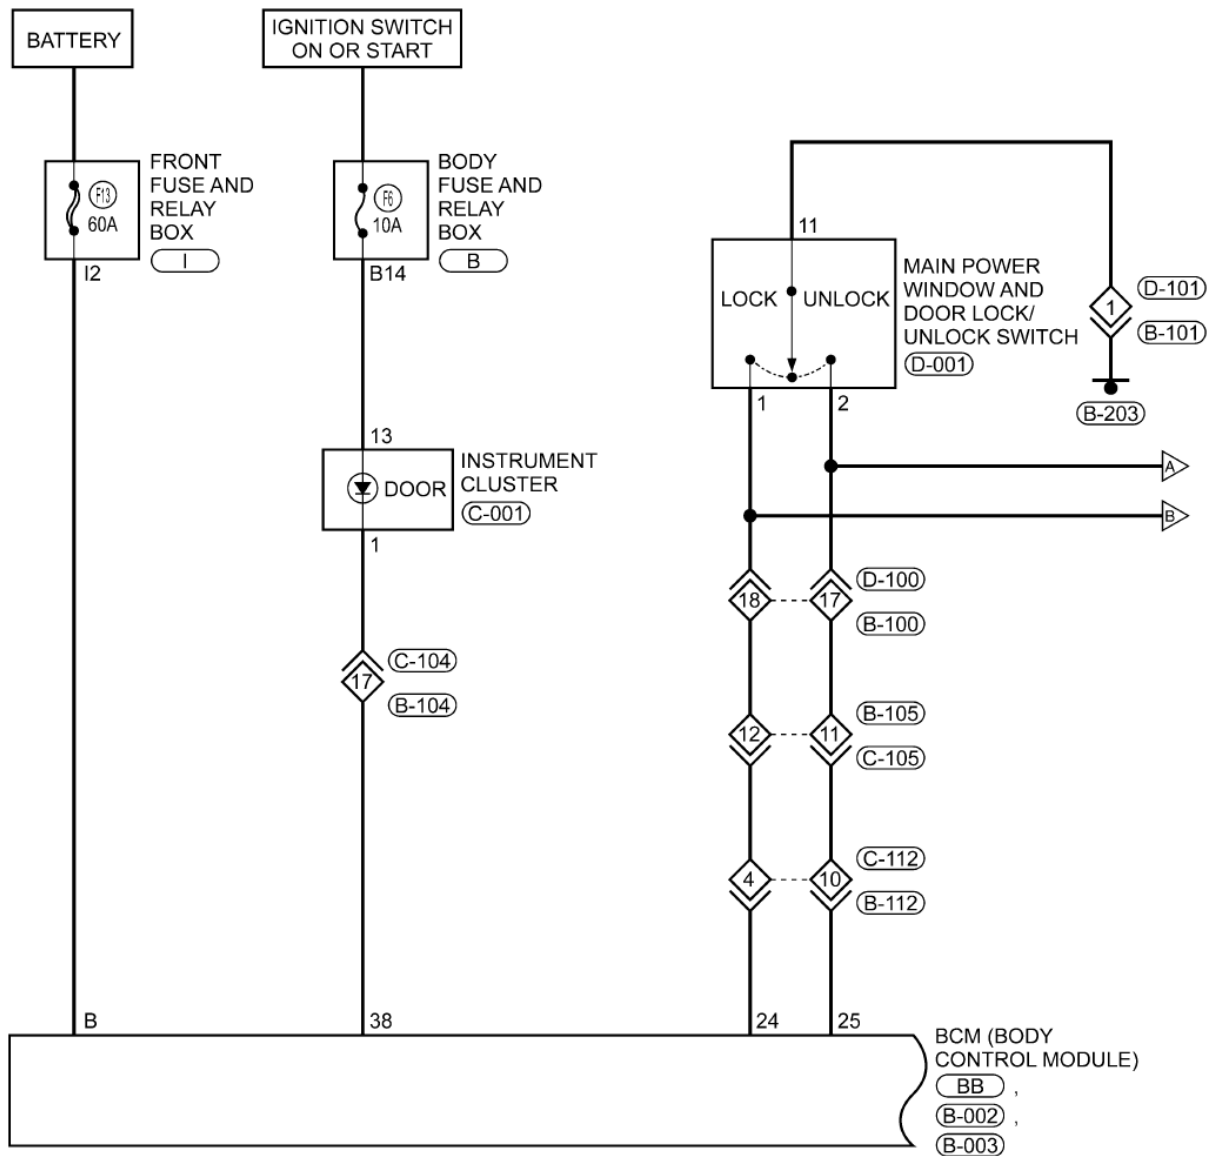 BATTERY
IGNITION SWITCH
ON OR START
F13
60A
FRONT
FUSE AND
RELAY
BOX
I
I2
F6
10A
BODY
FUSE AND
RELAY
BOX
B
B14
11
LOCK
UNLOCK
MAIN POWER
WINDOW AND
DOOR LOCK/
UNLOCK SWITCH
D-001
1
2
D-101
1
B-101
B-203
A
B
13
DOOR
INSTRUMENT
CLUSTER
C-001
1
C-104
17
B-104
18
17
D-100
B-100
12
11
B-105
C-105
4
10
C-112
B-112
B
38
24
25
BCM (BODY
CONTROL MODULE)
BB ,
B-002 ,
B-003